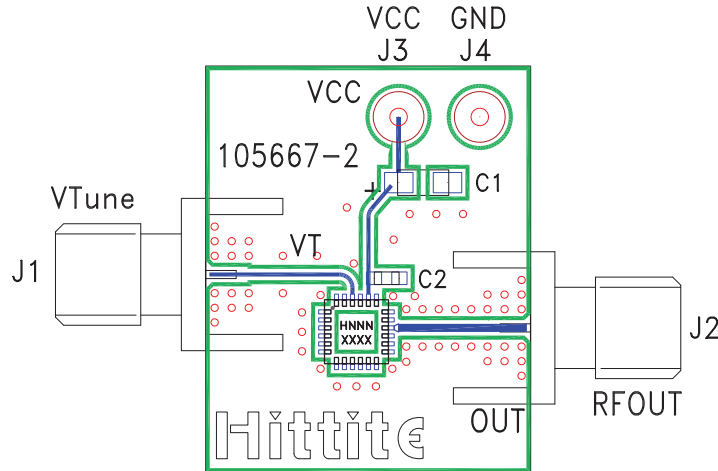 VCC GND
J3 J4
VCC
105667-2
C1
VTune
VT
J1
C2
HNNN
XXXX
J2
OUT
RFOUT
Hittite